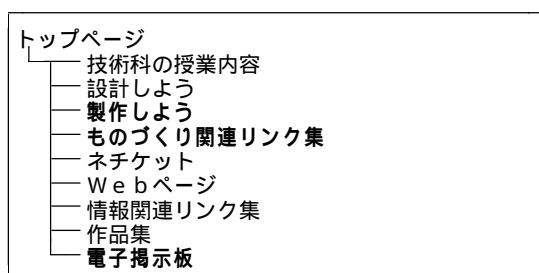 トップページ
技術科の授業内容
設計しよう
製作しよう
ものづくり関連リンク集
ネチケット
Ｗｅｂページ
情報関連リンク集
作品集
電子掲示板